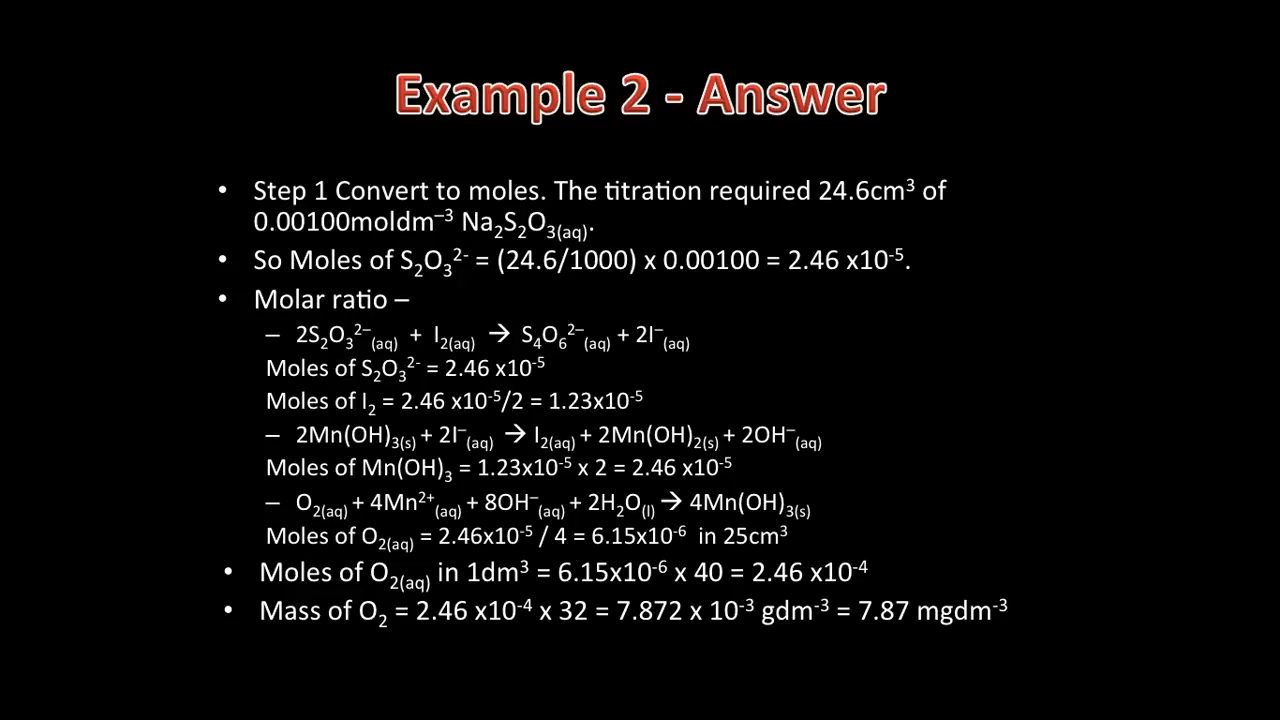 Example 2 - Answer
• Step 1 Convert to moles. The titration required 24.6cm³ of
0.00100moldm⁻³ Na₂S₂O₃₍aq₎.
• So Moles of S₂O₃²⁻ = (24.6/1000) x 0.00100 = 2.46 x10⁻⁵.
• Molar ratio –
– 2S₂O₃²⁻₍aq₎ + I₂₍aq₎ → S₄O₆²⁻₍aq₎ + 2I⁻₍aq₎
Moles of S₂O₃²⁻ = 2.46 x10⁻⁵
Moles of I₂ = 2.46 x10⁻⁵/2 = 1.23x10⁻⁵
– 2Mn(OH)₃₍s₎ + 2I⁻₍aq₎ → I₂₍aq₎ + 2Mn(OH)₂₍s₎ + 2OH⁻₍aq₎
Moles of Mn(OH)₃ = 1.23x10⁻⁵ x 2 = 2.46 x10⁻⁵
– O₂₍aq₎ + 4Mn²⁺₍aq₎ + 8OH⁻₍aq₎ + 2H₂O₍l₎ → 4Mn(OH)₃₍s₎
Moles of O₂₍aq₎ = 2.46x10⁻⁵ / 4 = 6.15x10⁻⁶ in 25cm³
• Moles of O₂₍aq₎ in 1dm³ = 6.15x10⁻⁶ x 40 = 2.46 x10⁻⁴
• Mass of O₂ = 2.46 x10⁻⁴ x 32 = 7.872 x 10⁻³ gdm⁻³ = 7.87 mgdm⁻³